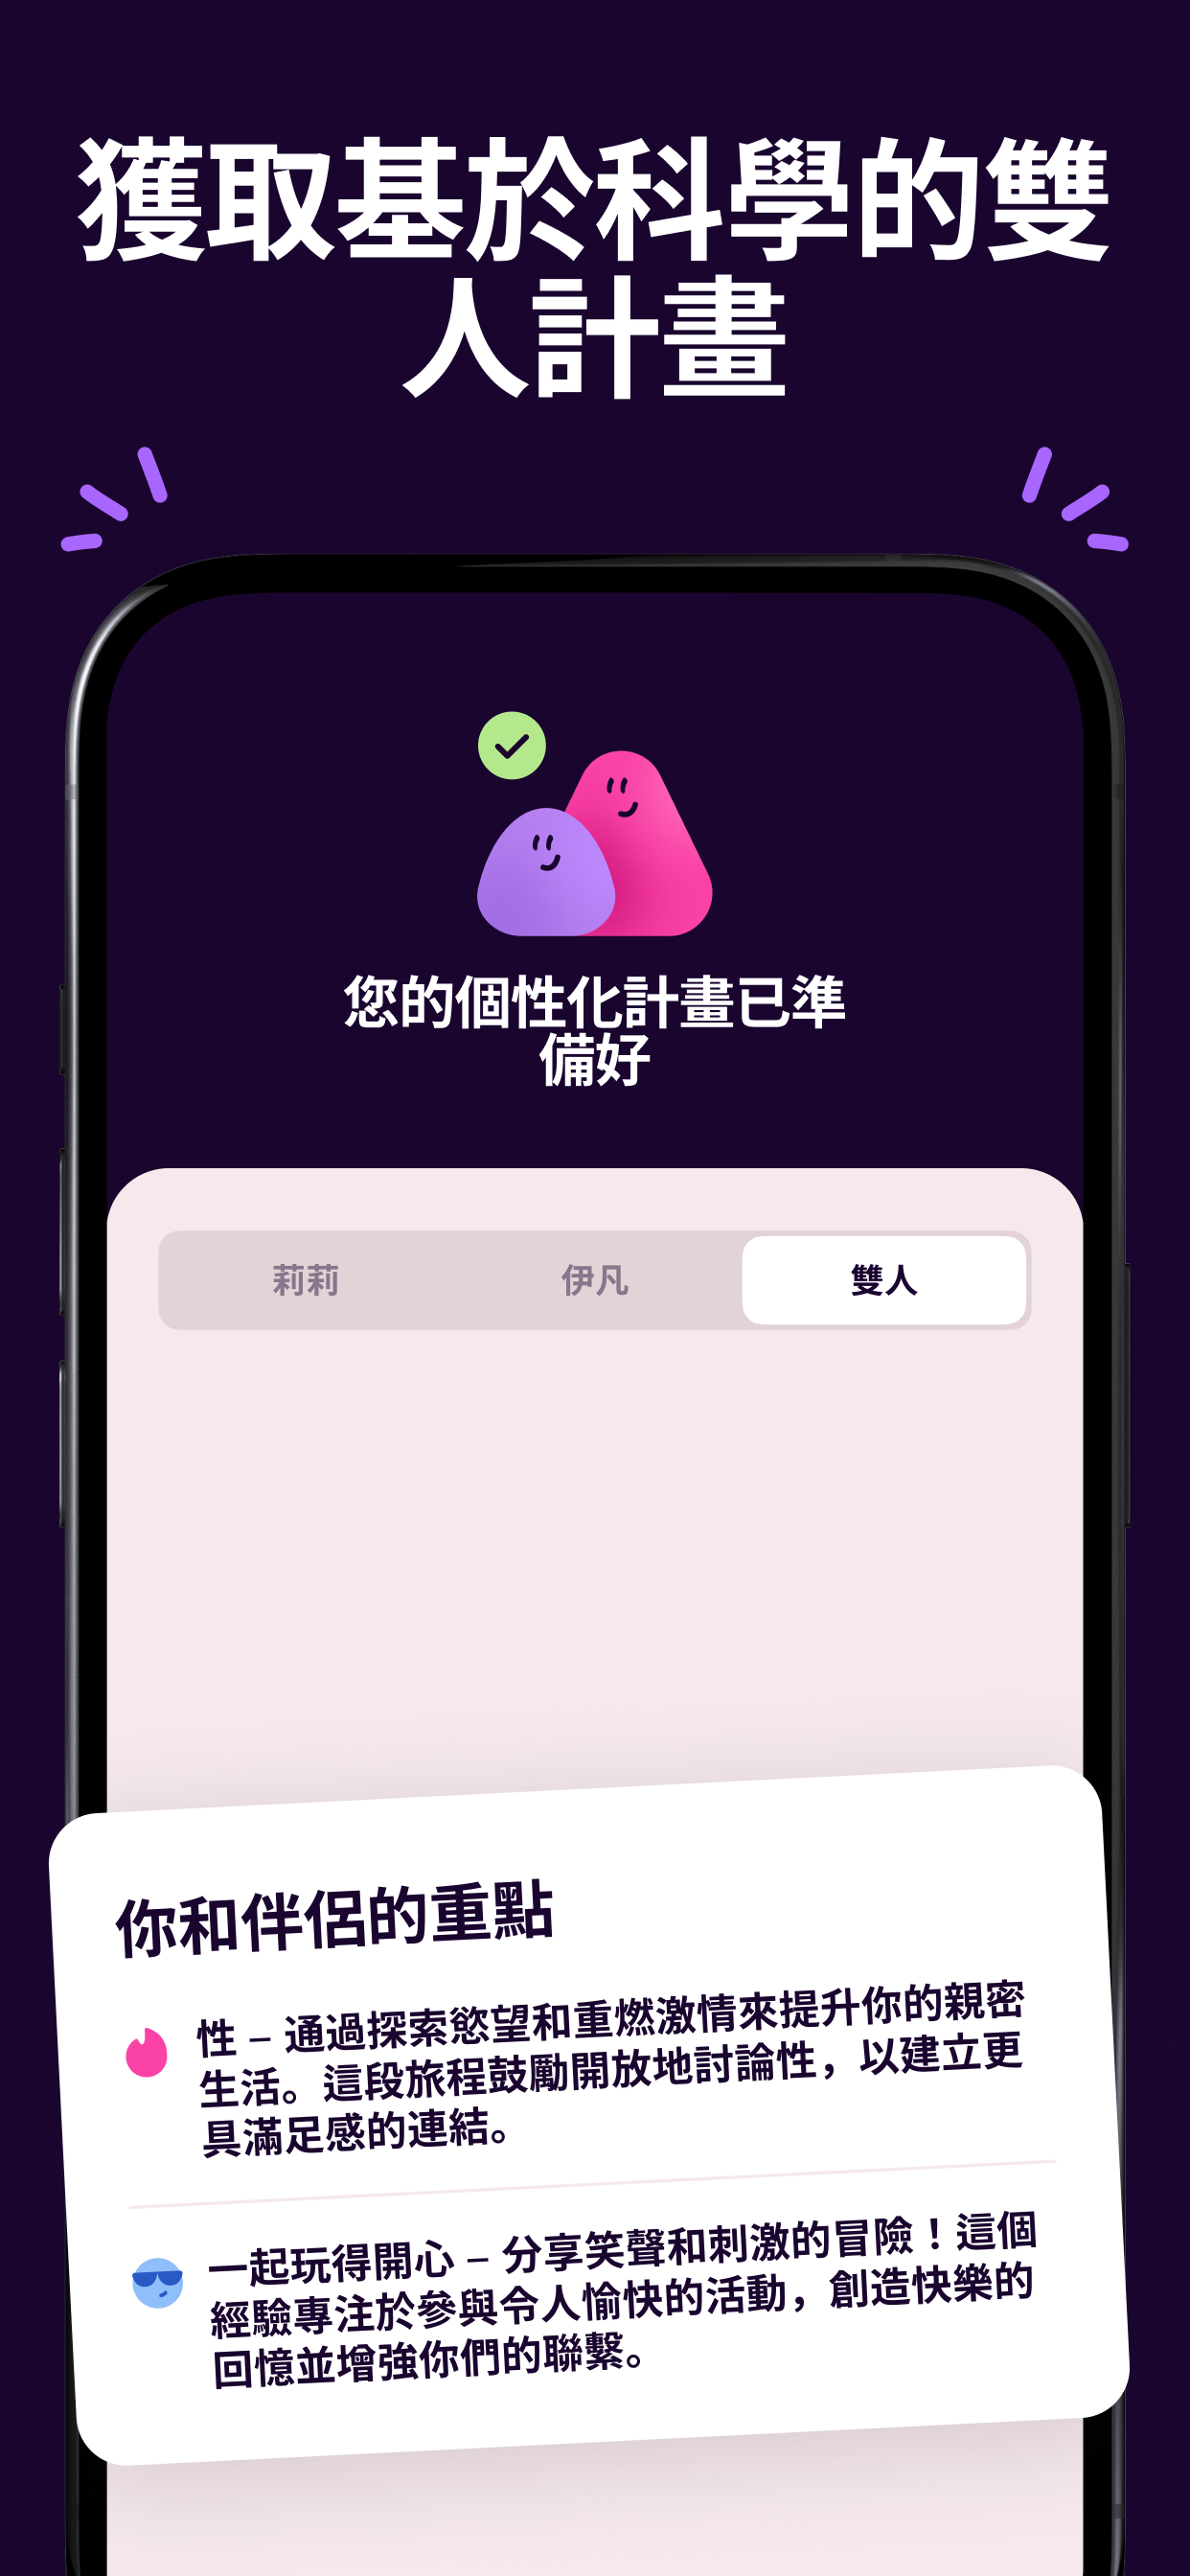 獲取基於科學的雙
人計畫
您的個性化計畫已準
備好
莉莉
伊凡
雙人
你和伴侶的重點
性 – 通過探索慾望和重燃激情來提升你的親密
生活。這段旅程鼓勵開放地討論性，以建立更
具滿足感的連結。
一起玩得開心 – 分享笑聲和刺激的冒險！這個
經驗專注於參與令人愉快的活動，創造快樂的
回憶並增強你們的聯繫。